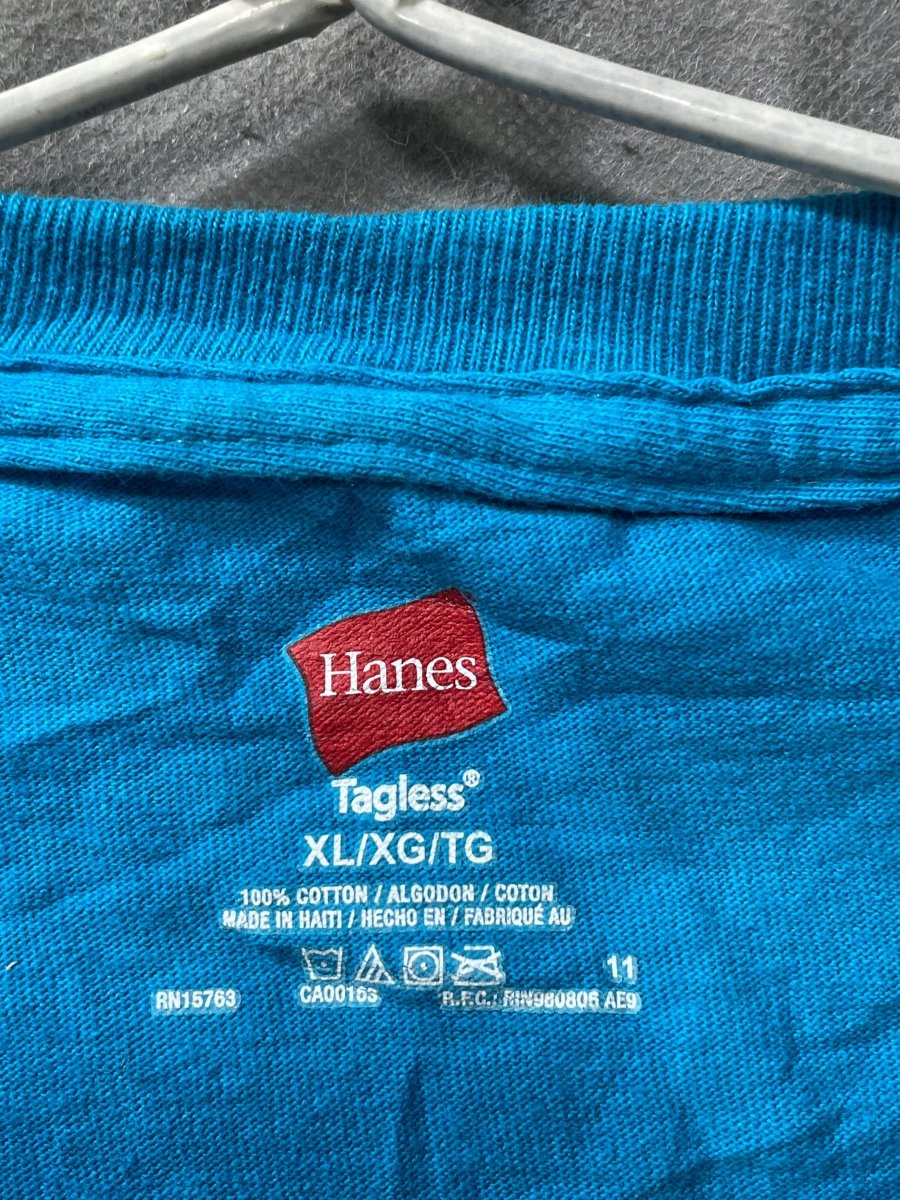 Hanes
Tagless®
XL/XG/TG
100% COTTON / ALGODON / COTON
MADE IN HAITI / HECHO EN / FABRIQUÉ AU
11
RN15763 CA00163 R.F.C./ RIN980806 AE9